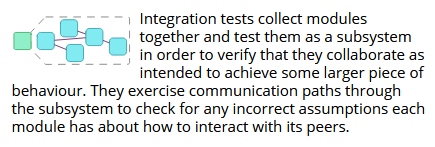 Integration tests collect modules
together and test them as a subsystem
in order to verify that they collaborate as
intended to achieve some larger piece of
behaviour. They exercise communication paths through
the subsystem to check for any incorrect assumptions each
module has about how to interact with its peers.